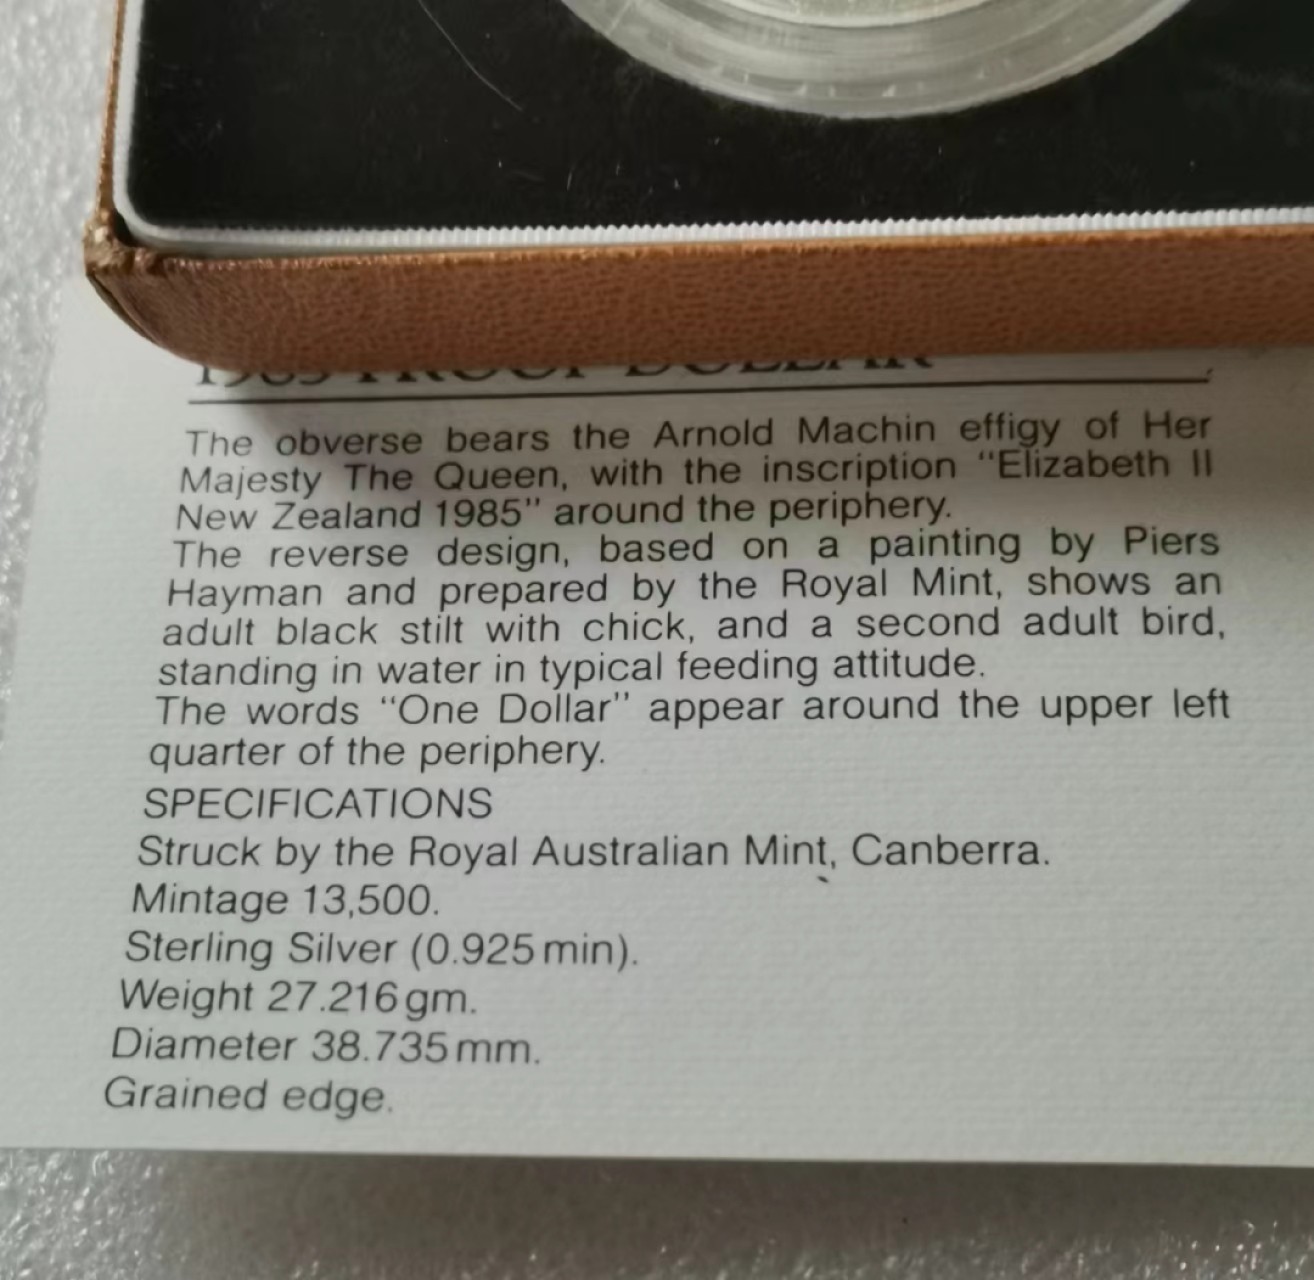 1985 PROOF DOLLAR
The obverse bears the Arnold Machin effigy of Her
Majesty The Queen, with the inscription “Elizabeth II
New Zealand 1985” around the periphery.
The reverse design, based on a painting by Piers
Hayman and prepared by the Royal Mint, shows an
adult black stilt with chick, and a second adult bird,
standing in water in typical feeding attitude.
The words “One Dollar” appear around the upper left
quarter of the periphery.
SPECIFICATIONS
Struck by the Royal Australian Mint, Canberra.
Mintage 13,500.
Sterling Silver (0.925 min).
Weight 27.216 gm.
Diameter 38.735 mm.
Grained edge.